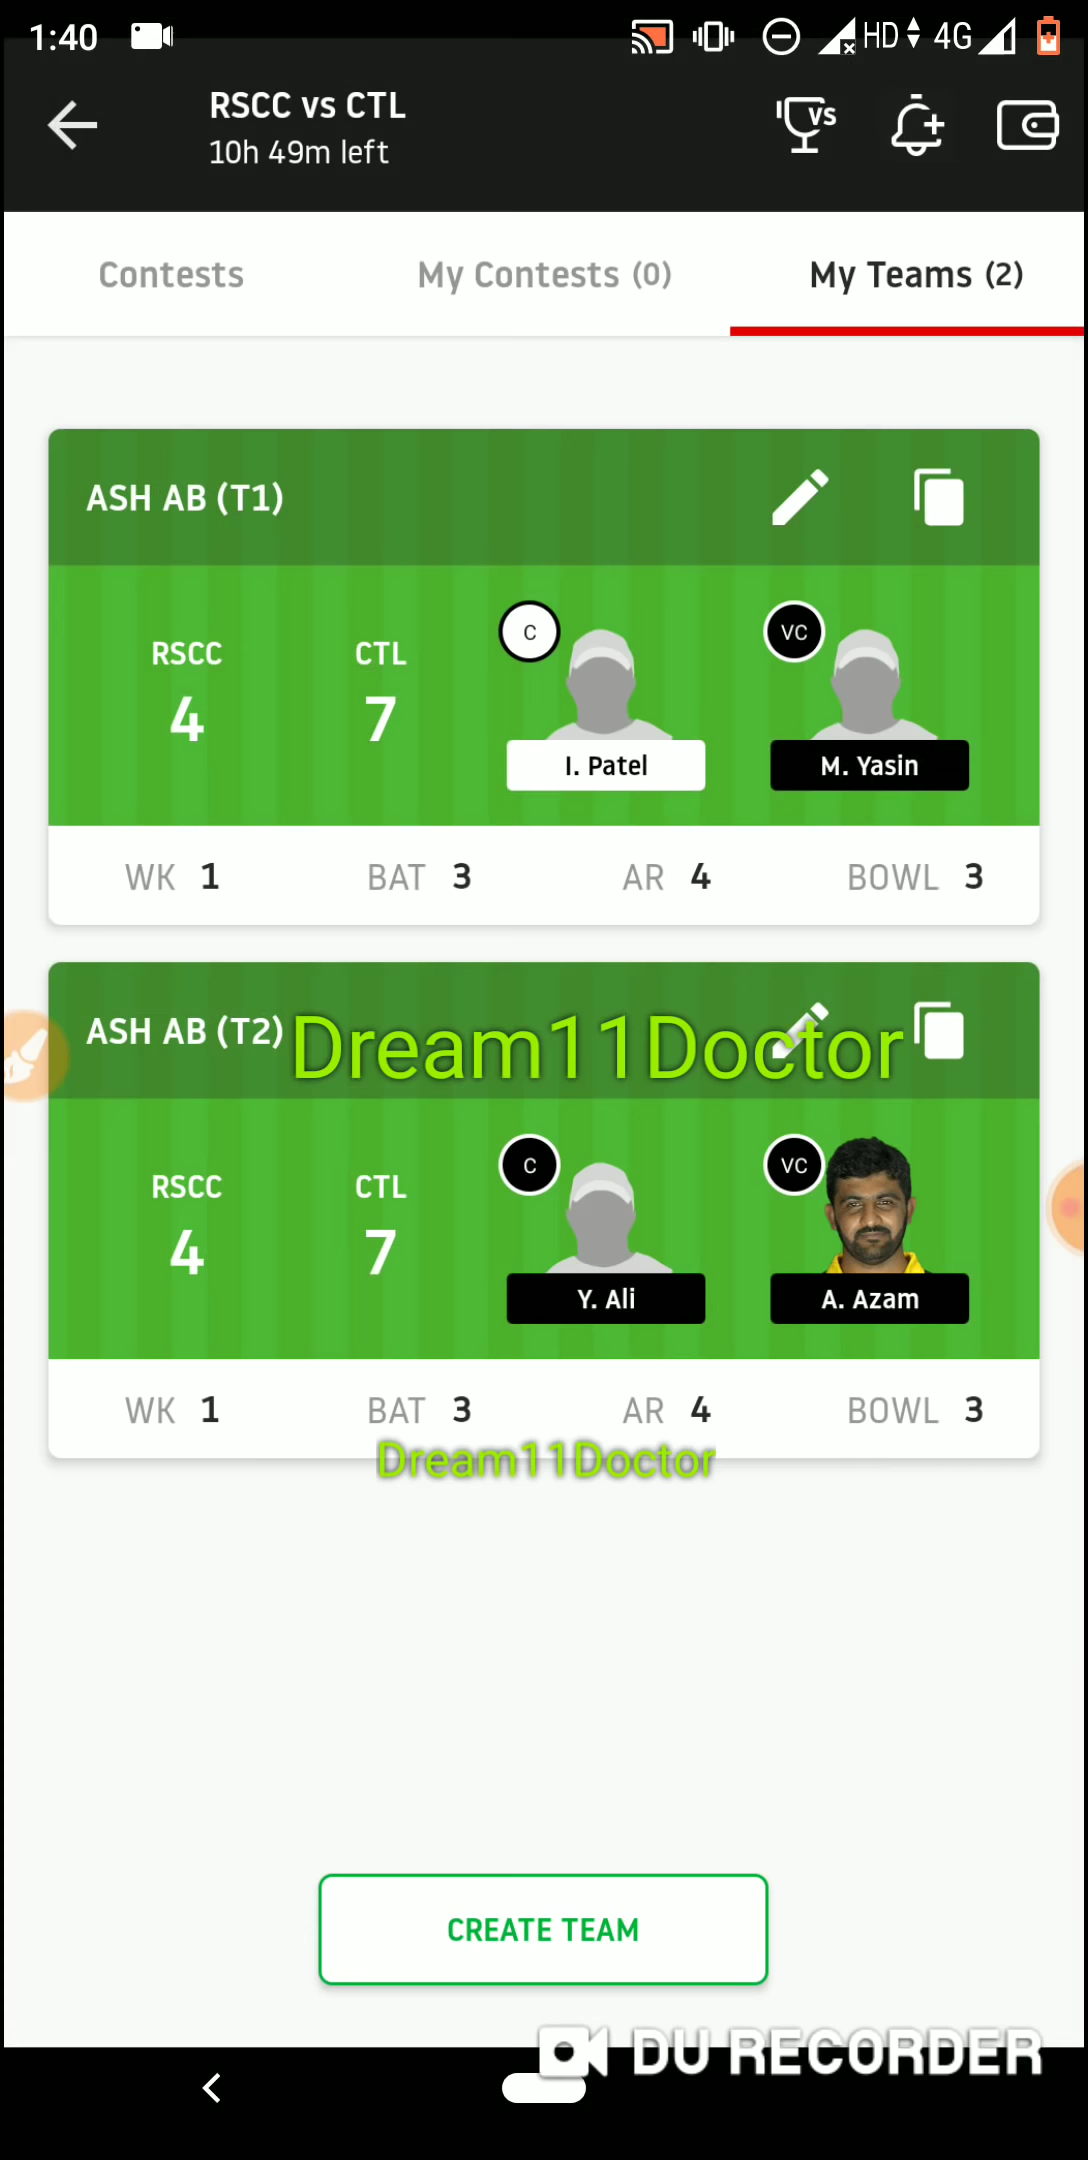 1:40 HD 4G
RSCC vs CTL
VS
10h 49m left
Contests My Contests (0) My Teams (2)
ASH AB (T1)
C VC
RSCC CTL
4 7
I. Patel M. Yasin
WK 1 BAT 3 AR 4 BOWL 3
ASH AB (T2)
Dream11Doctor
C VC
RSCC CTL
4 7
Y. Ali A. Azam
WK 1 BAT 3 AR 4 BOWL 3
Dream11Doctor
CREATE TEAM
DU RECORDER